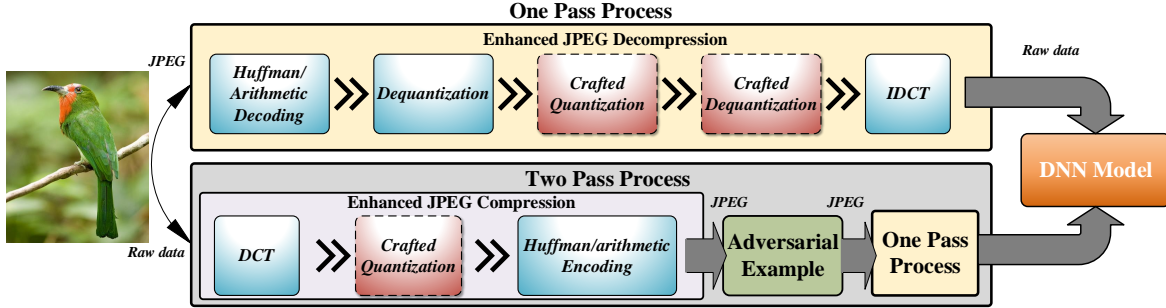 One Pass Process
Enhanced JPEG Decompression
JPEG
Huffman/
Arithmetic
Decoding
Dequantization
Crafted
Quantization
Crafted
Dequantization
IDCT
Raw data
DNN Model
Two Pass Process
Enhanced JPEG Compression
Raw data
DCT
Crafted
Quantization
Huffman/arithmetic
Encoding
JPEG
Adversarial
Example
JPEG
One Pass
Process